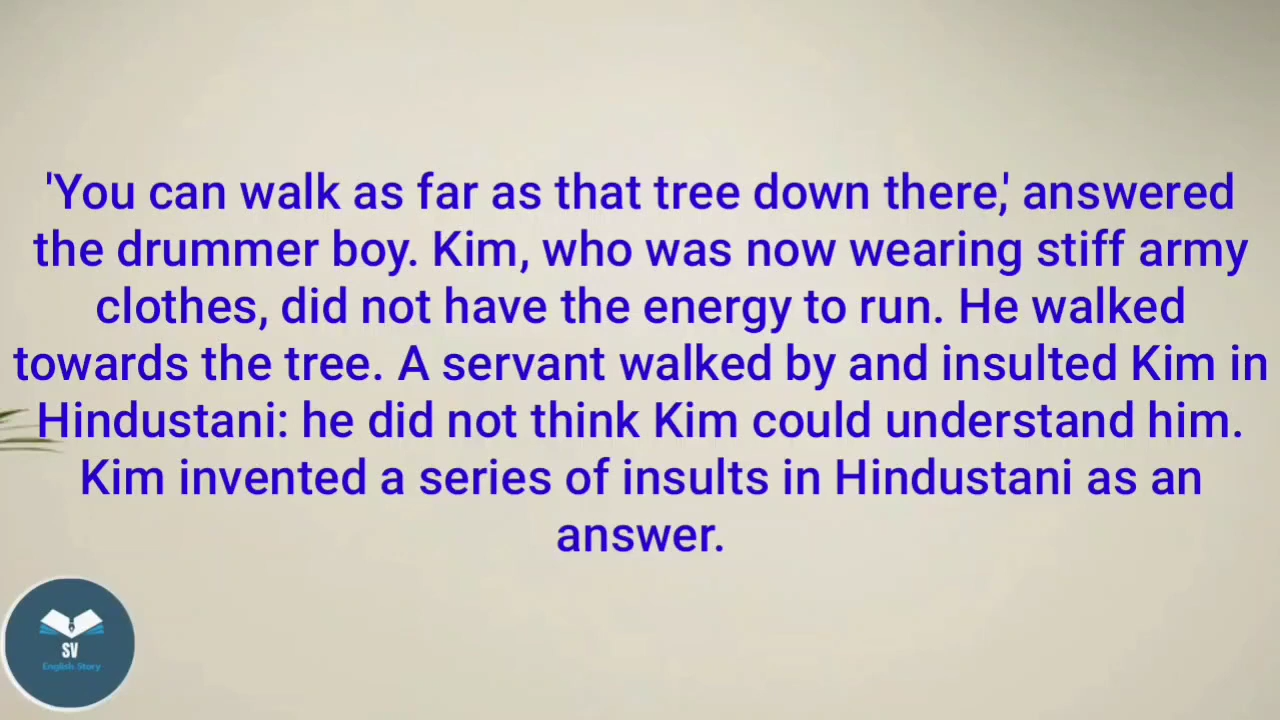 'You can walk as far as that tree down there,' answered
the drummer boy. Kim, who was now wearing stiff army
clothes, did not have the energy to run. He walked
towards the tree. A servant walked by and insulted Kim in
Hindustani: he did not think Kim could understand him.
Kim invented a series of insults in Hindustani as an
answer.
SV
English Story